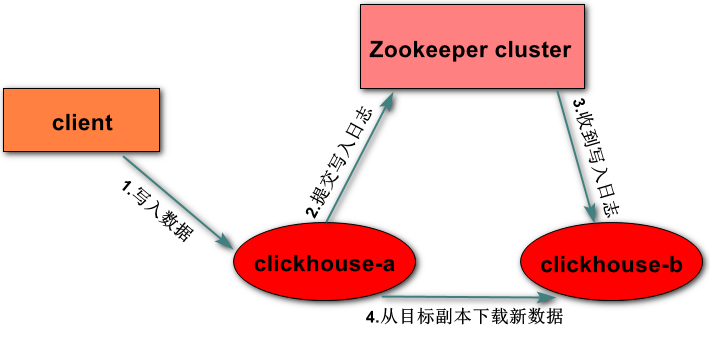 Zookeeper cluster
client
1.写入数据
2.提交写入日志
3.收到写入日志
clickhouse-a
clickhouse-b
4.从目标副本下载新数据